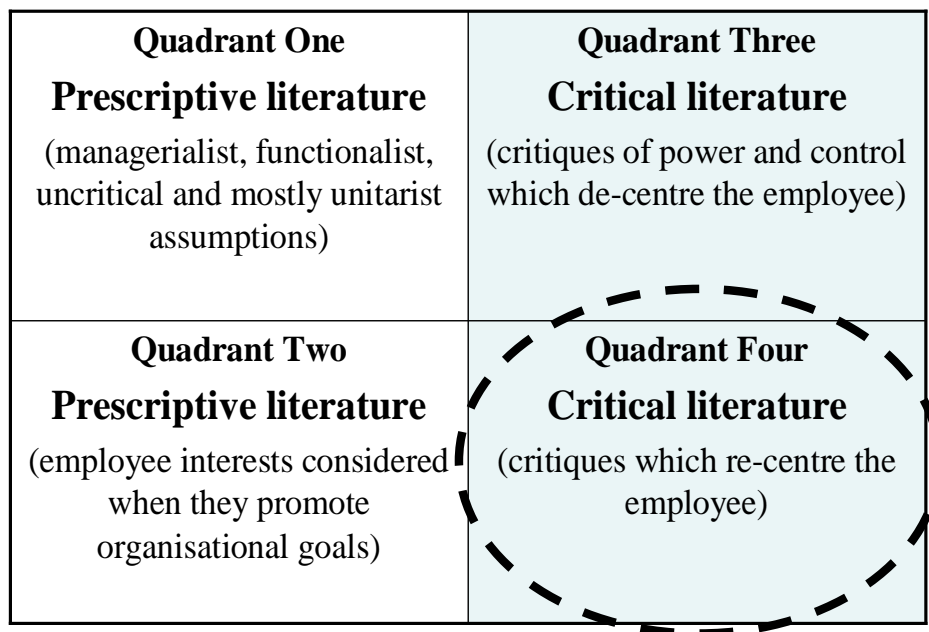 Quadrant One
Prescriptive literature
(managerialist, functionalist,
uncritical and mostly unitarist
assumptions)
Quadrant Three
Critical literature
(critiques of power and control
which de-centre the employee)
Quadrant Two
Prescriptive literature
(employee interests considered
when they promote
organisational goals)
Quadrant Four
Critical literature
(critiques which re-centre the
employee)